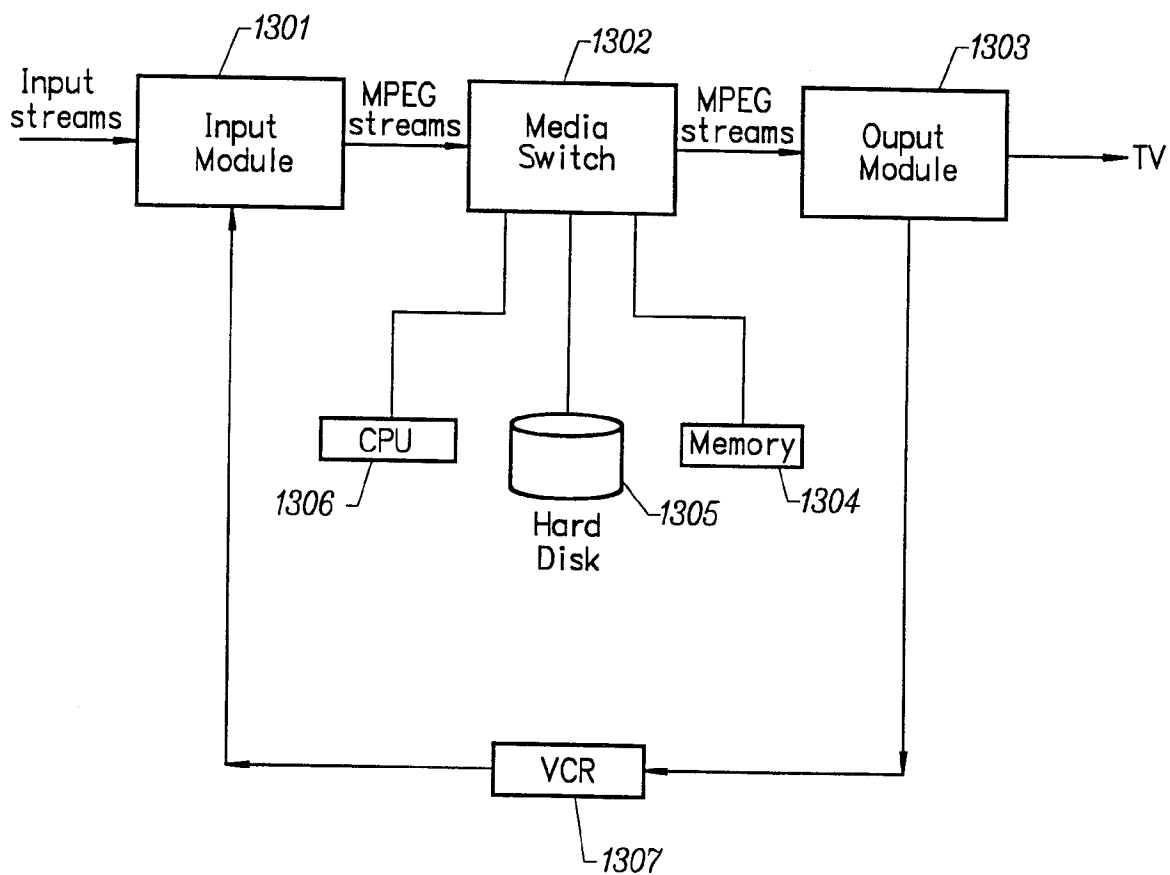 1301
1302
1303
Input
streams
Input
Module
MPEG
streams
Media
Switch
MPEG
streams
Ouput
Module
TV
CPU
1306
Hard
Disk
1305
Memory
1304
VCR
1307